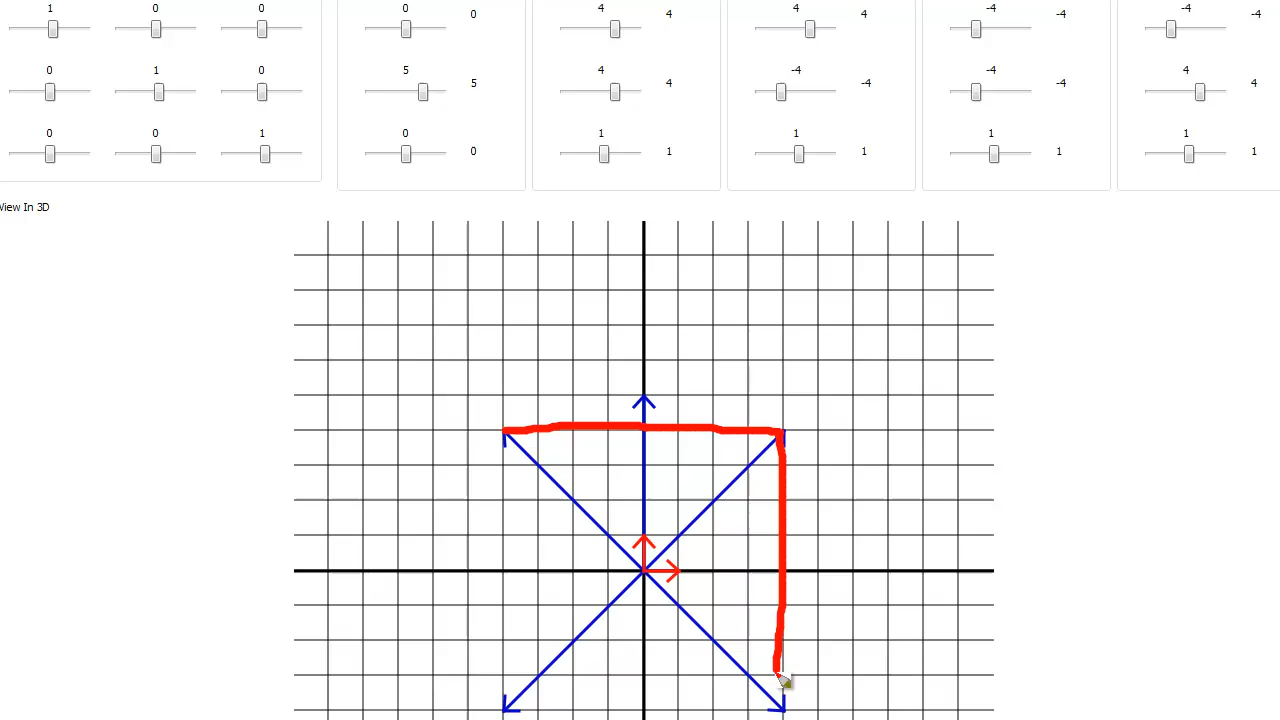 1 0 0 0 0 4 4 4 4 -4 -4 -4 -4
0 1 0 5 5 4 4 -4 -4 -4 -4 4 4
0 0 1 0 0 1 1 1 1 1 1 1 1
View In 3D